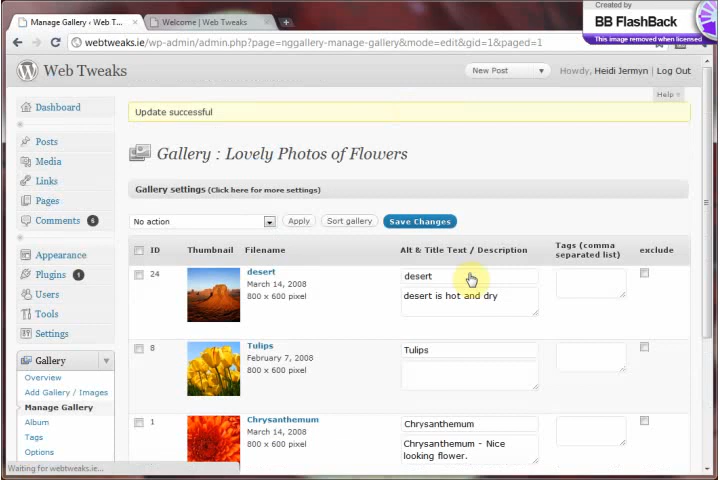 Created by
BB FlashBack
This image removed when licensed
Manage Gallery ‹ Web T...
Welcome | Web Tweaks
webtweaks.ie/wp-admin/admin.php?page=nggallery-manage-gallery&mode=edit&gid=1&paged=1
Web Tweaks
New Post
Howdy, Heidi Jermyn | Log Out
Help
Dashboard
Posts
Media
Links
Pages
Comments 6
Appearance
Plugins 1
Users
Tools
Settings
Gallery
Overview
Add Gallery / Images
Manage Gallery
Album
Tags
Options
Update successful
Gallery : Lovely Photos of Flowers
Gallery settings (Click here for more settings)
No action
Apply
Sort gallery
Save Changes
ID Thumbnail Filename Alt & Title Text / Description Tags (comma separated list) exclude
24
desert
March 14, 2008
800 x 600 pixel
desert
desert is hot and dry
8
Tulips
February 7, 2008
800 x 600 pixel
Tulips
1
Chrysanthemum
March 14, 2008
800 x 600 pixel
Chrysanthemum
Chrysanthemum - Nice
looking flower.
Waiting for webtweaks.ie...